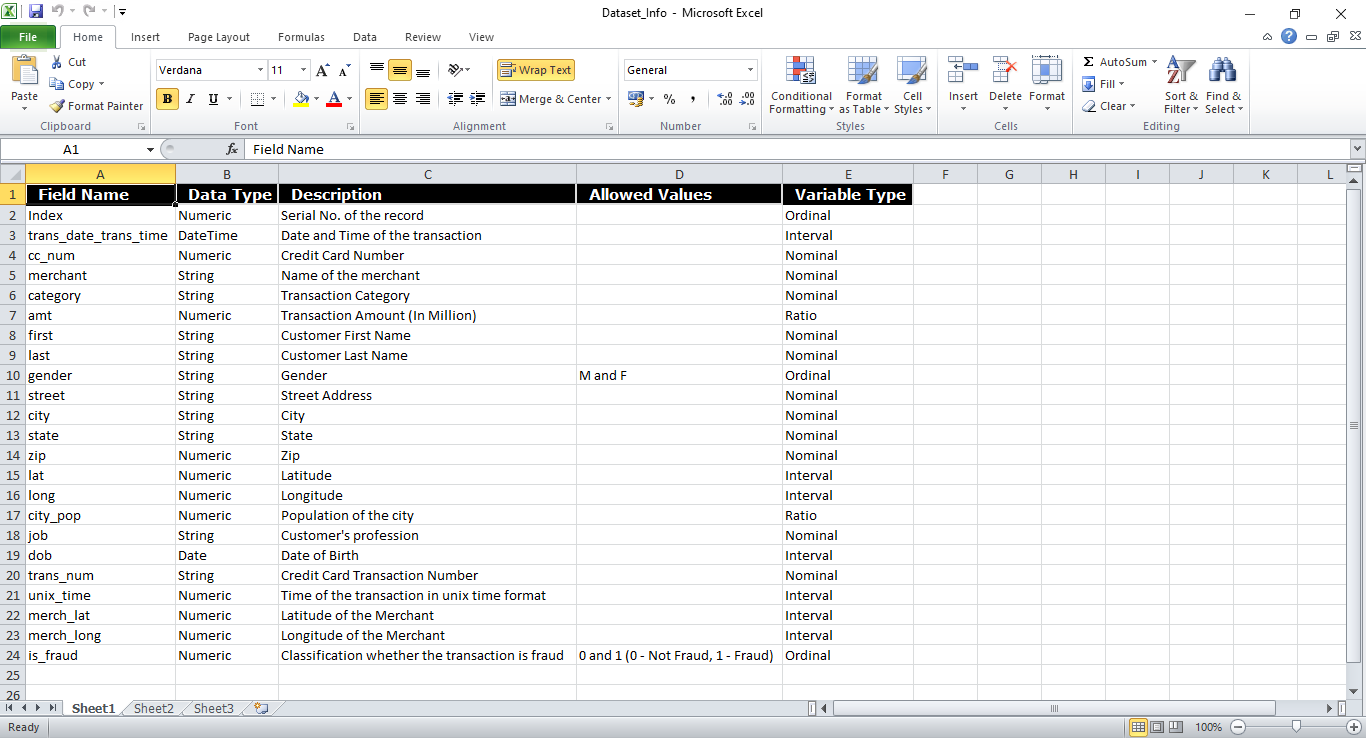 Dataset_Info - Microsoft Excel
File Home Insert Page Layout Formulas Data Review View
Paste
Cut
Copy
Format Painter
Clipboard
Verdana 11
B I U
Font
Wrap Text
Merge & Center
Alignment
General
% ,
Number
Conditional Formatting
Format as Table
Cell Styles
Styles
Insert Delete Format
Cells
AutoSum
Fill
Clear
Sort & Filter
Find & Select
Editing
A1 fx Field Name
A B C D E F G H I J K L
1 Field Name Data Type Description Allowed Values Variable Type
2 Index Numeric Serial No. of the record Ordinal
3 trans_date_trans_time DateTime Date and Time of the transaction Interval
4 cc_num Numeric Credit Card Number Nominal
5 merchant String Name of the merchant Nominal
6 category String Transaction Category Nominal
7 amt Numeric Transaction Amount (In Million) Ratio
8 first String Customer First Name Nominal
9 last String Customer Last Name Nominal
10 gender String Gender M and F Ordinal
11 street String Street Address Nominal
12 city String City Nominal
13 state String State Nominal
14 zip Numeric Zip Nominal
15 lat Numeric Latitude Interval
16 long Numeric Longitude Interval
17 city_pop Numeric Population of the city Ratio
18 job String Customer's profession Nominal
19 dob Date Date of Birth Interval
20 trans_num String Credit Card Transaction Number Nominal
21 unix_time Numeric Time of the transaction in unix time format Interval
22 merch_lat Numeric Latitude of the Merchant Interval
23 merch_long Numeric Longitude of the Merchant Interval
24 is_fraud Numeric Classification whether the transaction is fraud 0 and 1 (0 - Not Fraud, 1 - Fraud) Ordinal
25
26
Sheet1 Sheet2 Sheet3
Ready 100%